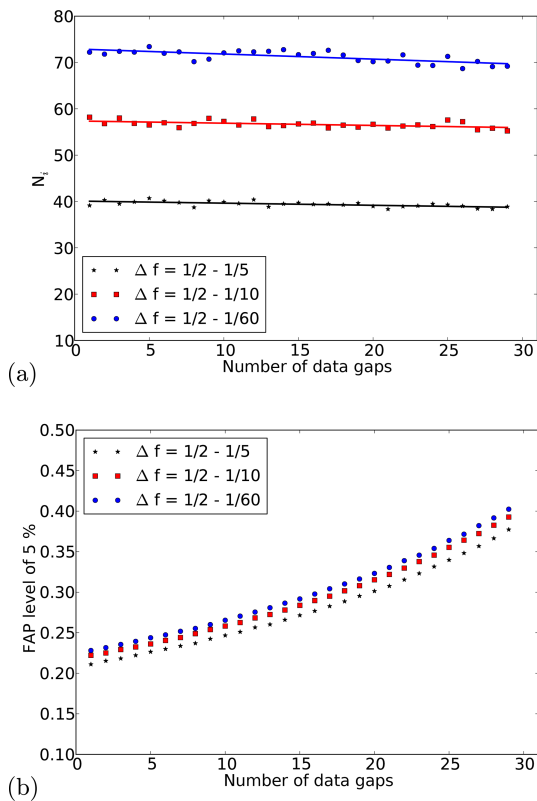 80
70
60
50
40
30
20
10
N_i
Δ f = 1/2 - 1/5
Δ f = 1/2 - 1/10
Δ f = 1/2 - 1/60
0 5 10 15 20 25 30
Number of data gaps
(a)
0.50
0.45
0.40
0.35
0.30
0.25
0.20
0.15
0.10
FAP level of 5 %
Δ f = 1/2 - 1/5
Δ f = 1/2 - 1/10
Δ f = 1/2 - 1/60
0 5 10 15 20 25 30
Number of data gaps
(b)